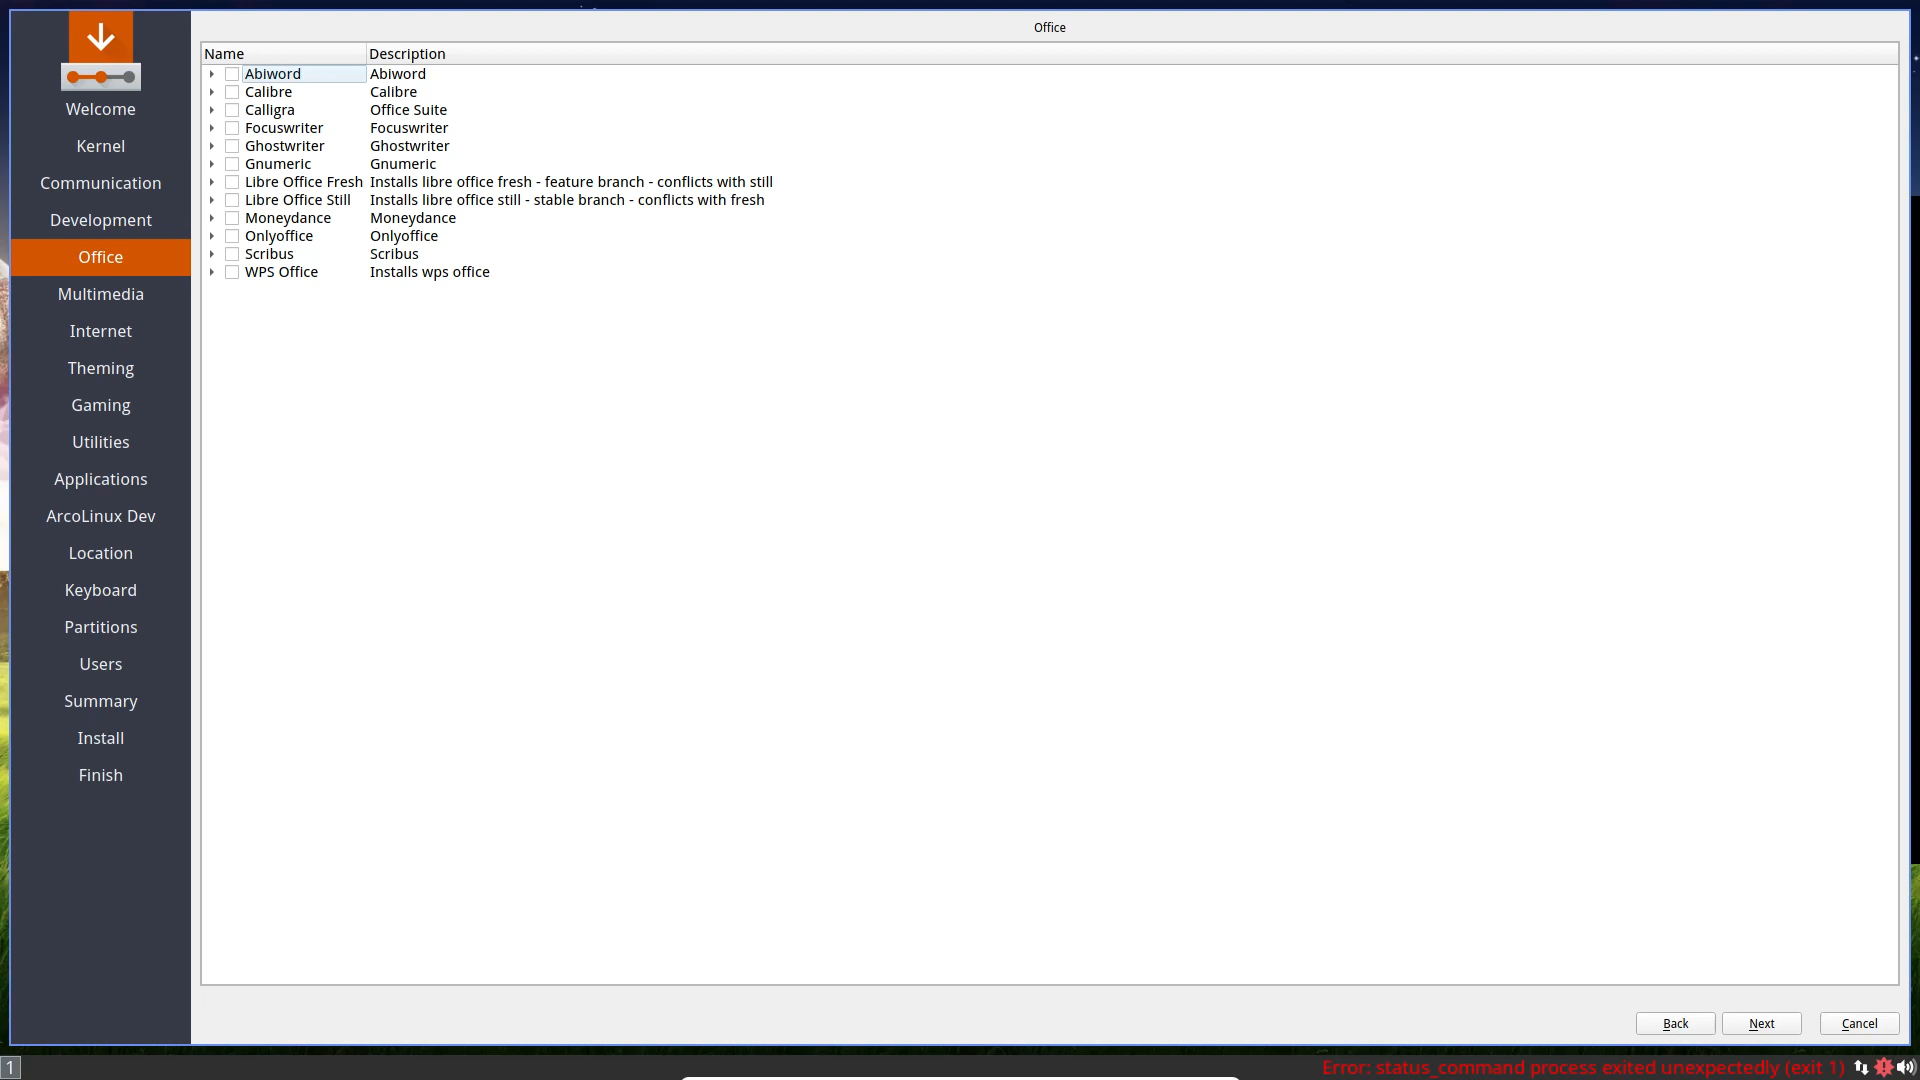 Office
Name Description
Abiword Abiword
Calibre Calibre
Calligra Office Suite
Focuswriter Focuswriter
Ghostwriter Ghostwriter
Gnumeric Gnumeric
Libre Office Fresh Installs libre office fresh - feature branch - conflicts with still
Libre Office Still Installs libre office still - stable branch - conflicts with fresh
Moneydance Moneydance
Onlyoffice Onlyoffice
Scribus Scribus
WPS Office Installs wps office
Welcome
Kernel
Communication
Development
Office
Multimedia
Internet
Theming
Gaming
Utilities
Applications
ArcoLinux Dev
Location
Keyboard
Partitions
Users
Summary
Install
Finish
Back Next Cancel
1 Error: status_command process exited unexpectedly (exit 1)